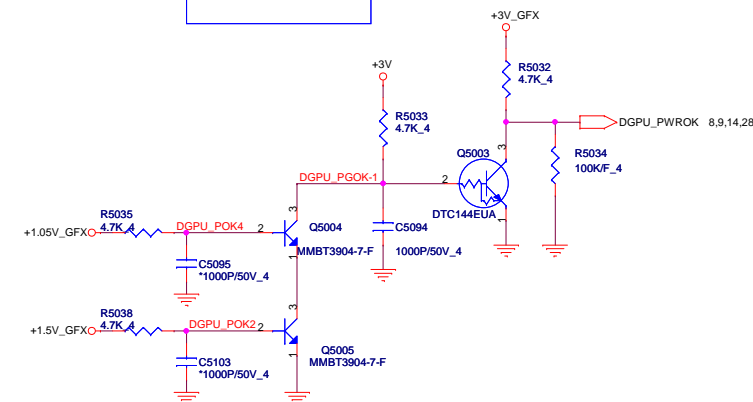 +3V_GFX
+3V
R5032
4.7K_4
R5033
4.7K_4
DGPU_PWROK 8,9,14,28
Q5003
3
R5034
100K/F_4
DGPU_PGOK-1
2
DTC144EUA
1
R5035
4.7K_4
+1.05V_GFX
DGPU_POK4
2
3
Q5004
MMBT3904-7-F
1
C5094
1000P/50V_4
C5095
*1000P/50V_4
R5038
4.7K_4
+1.5V_GFX
DGPU_POK2
2
3
1
Q5005
MMBT3904-7-F
C5103
*1000P/50V_4